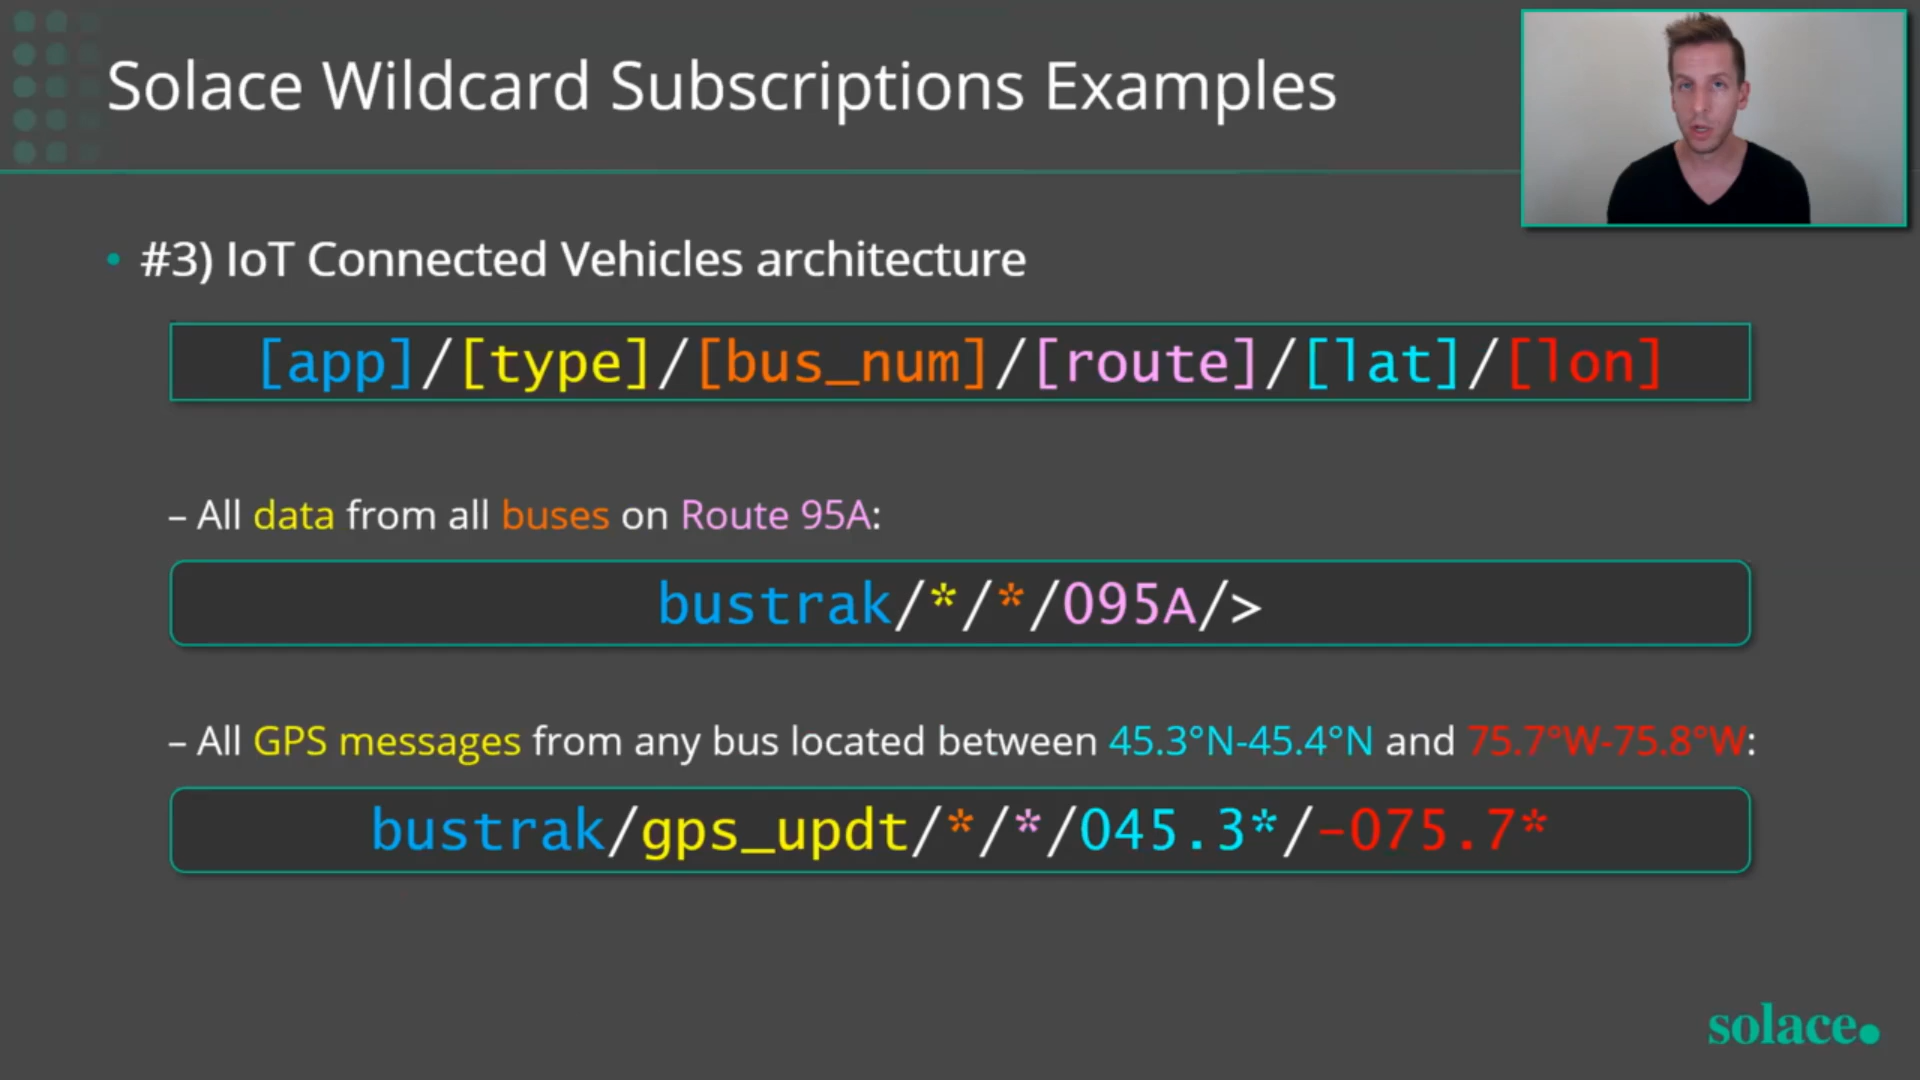 Solace Wildcard Subscriptions Examples
• #3) IoT Connected Vehicles architecture
[app]/[type]/[bus_num]/[route]/[lat]/[lon]
– All data from all buses on Route 95A:
bustrak/*/*/095A/>
– All GPS messages from any bus located between 45.3°N-45.4°N and 75.7°W-75.8°W:
bustrak/gps_updt/*/*/045.3*/-075.7*
solace.